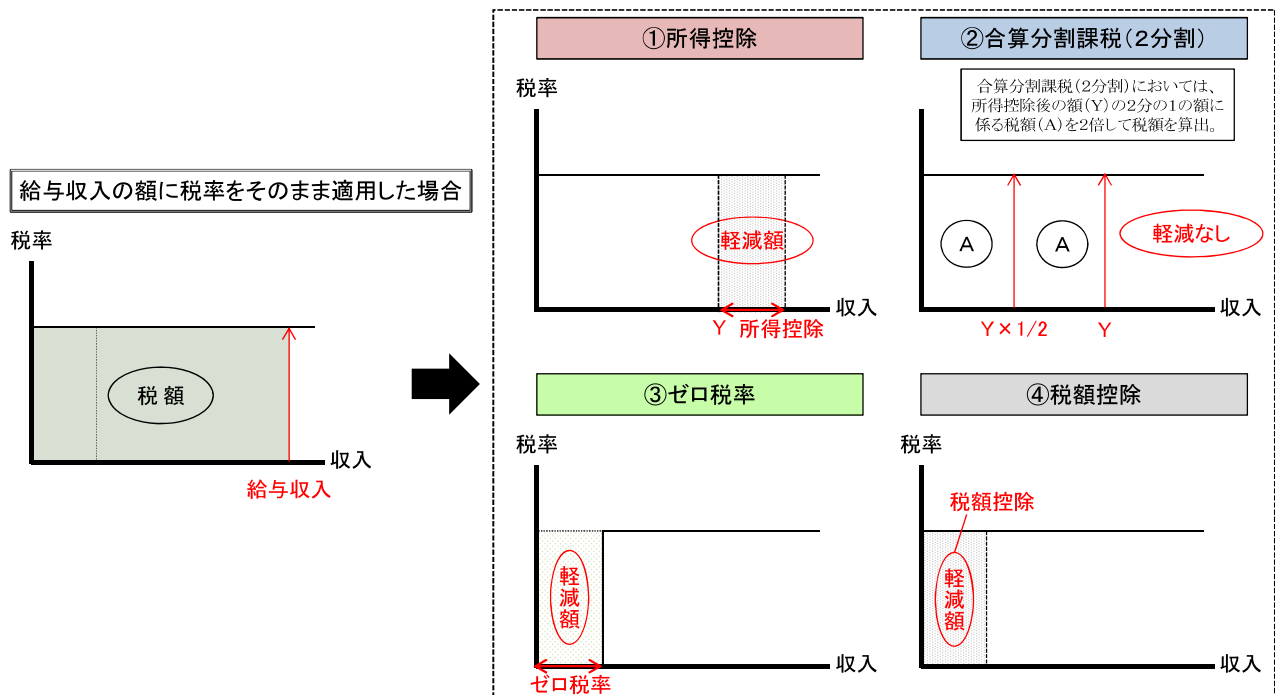 給与収入の額に税率をそのまま適用した場合
税率
税額
収入
給与収入
①所得控除
税率
軽減額
収入
Y 所得控除
②合算分割課税(2分割)
税率
合算分割課税(2分割)においては、
所得控除後の額(Y)の2分の1の額に
係る税額(A)を2倍して税額を算出。
A
A
軽減なし
収入
Y×1/2
Y
③ゼロ税率
税率
軽減額
収入
ゼロ税率
④税額控除
税率
税額控除
軽減額
収入